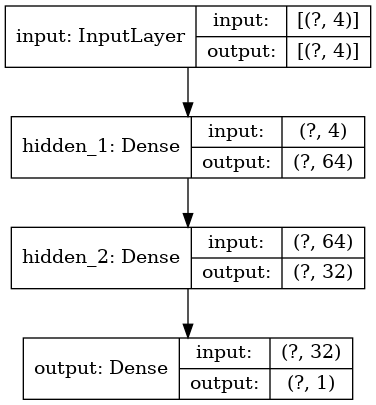 input: InputLayer
input: [(?, 4)]
output: [(?, 4)]
hidden_1: Dense
input: (?, 4)
output: (?, 64)
hidden_2: Dense
input: (?, 64)
output: (?, 32)
output: Dense
input: (?, 32)
output: (?, 1)